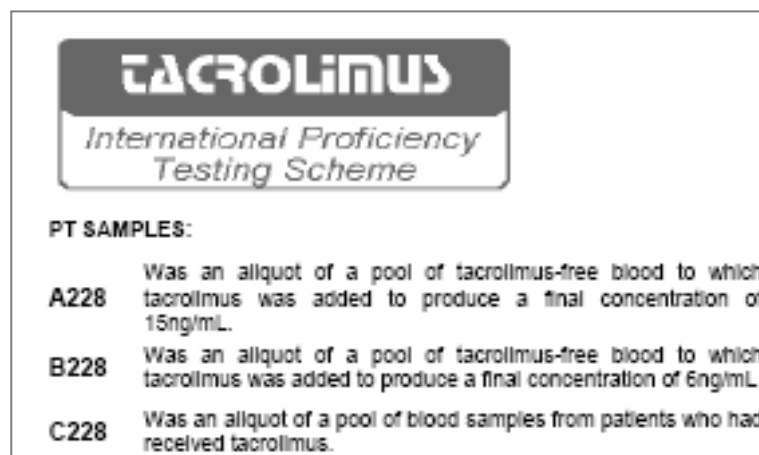 TACROLIMUS
International Proficiency
Testing Scheme
PT SAMPLES:
A228
Was an aliquot of a pool of tacrolimus-free blood to which
tacrolimus was added to produce a final concentration of
15ng/mL.
B228
Was an aliquot of a pool of tacrolimus-free blood to which
tacrolimus was added to produce a final concentration of 6ng/mL
C228
Was an aliquot of a pool of blood samples from patients who had
received tacrolimus.